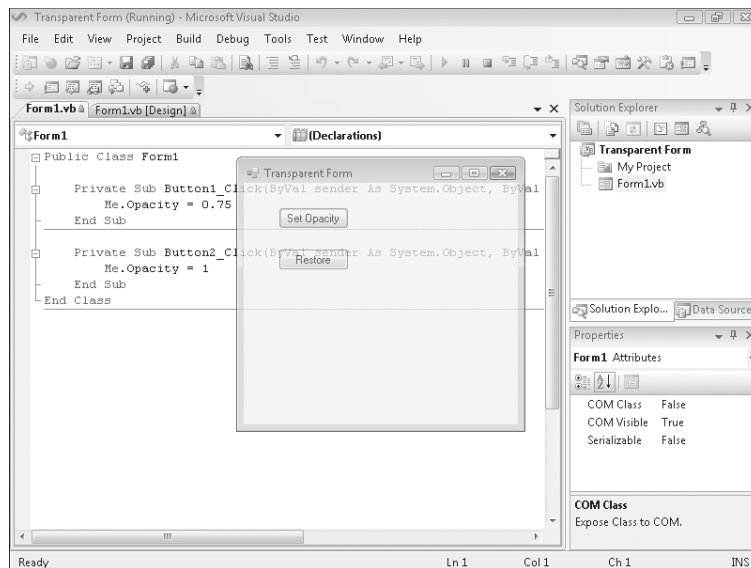 Transparent Form (Running) - Microsoft Visual Studio
File Edit View Project Build Debug Tools Test Window Help
Form1.vb Form1.vb [Design]
Form1 (Declarations)
Public Class Form1
Private Sub Button1_Click(ByVal sender As System.Object, ByVal
Me.Opacity = 0.75
End Sub
Private Sub Button2_Click(ByVal sender As System.Object, ByVal
Me.Opacity = 1
End Sub
End Class
Transparent Form
Set Opacity
Restore
Solution Explorer
Transparent Form
My Project
Form1.vb
Solution Explo... Data Source
Properties
Form1 Attributes
COM Class False
COM Visible True
Serializable False
COM Class
Expose Class to COM.
Ready Ln 1 Col 1 Ch 1 INS